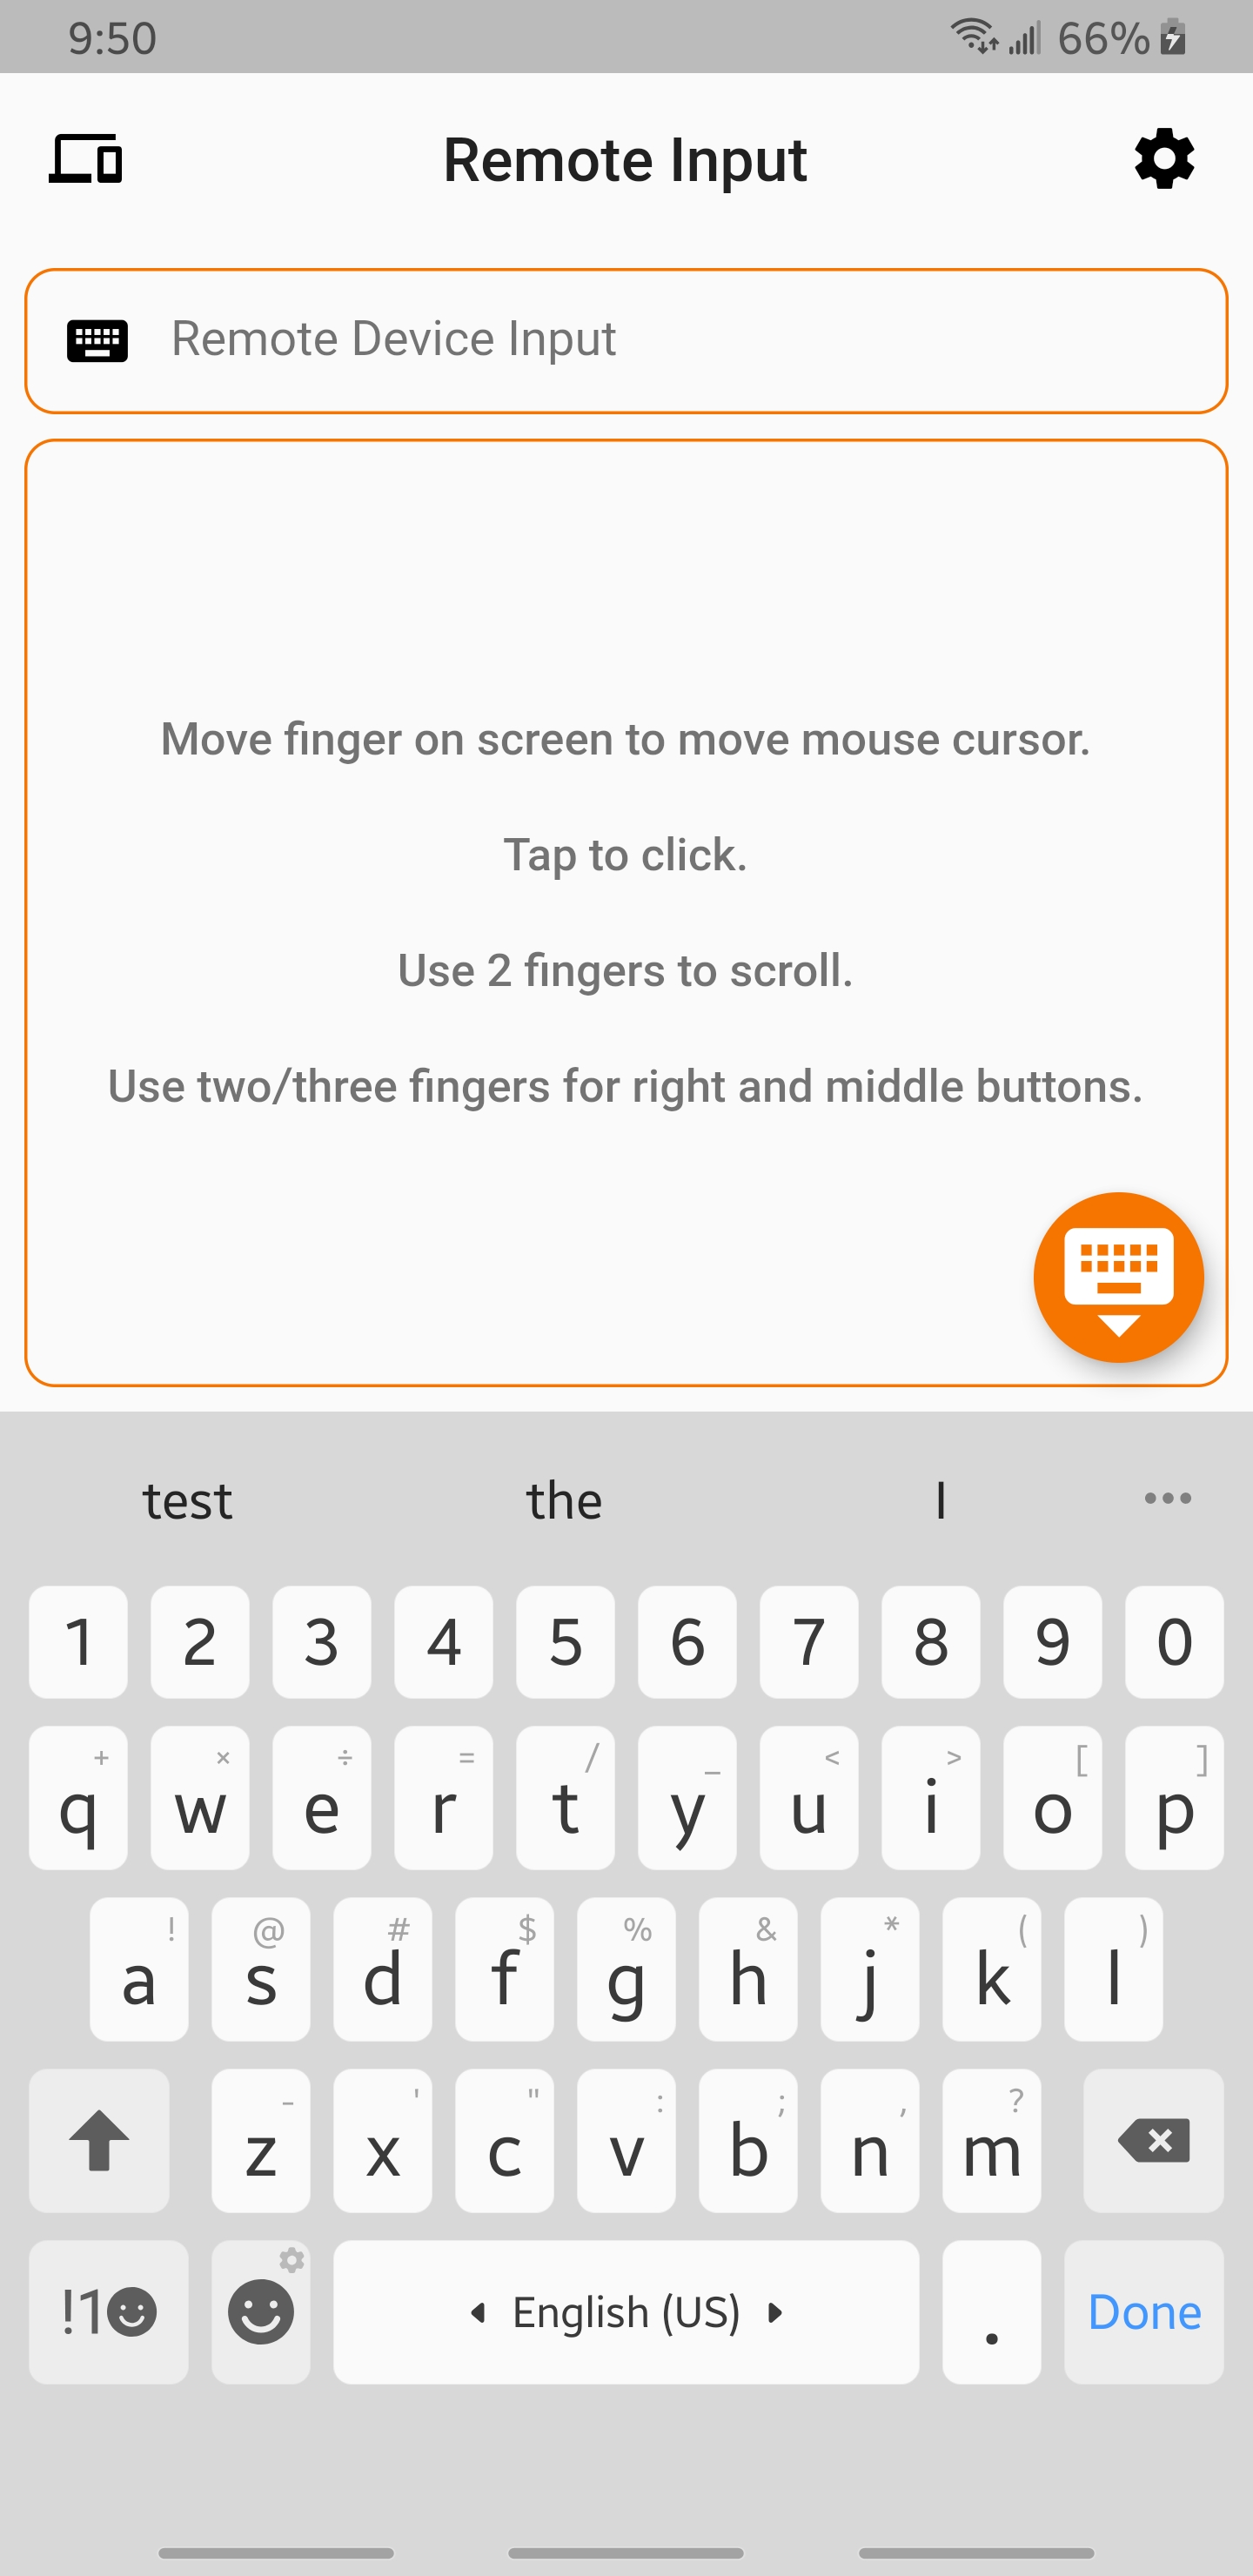 9:50 66%
Remote Input
Remote Device Input
Move finger on screen to move mouse cursor.
Tap to click.
Use 2 fingers to scroll.
Use two/three fingers for right and middle buttons.
test the I •••
1 2 3 4 5 6 7 8 9 0
+ × ÷ = / _ < > [ ]
q w e r t y u i o p
! @ # $ % & * ( )
a s d f g h j k l
- ' " : ; , ?
z x c v b n m
!1 English (US) . Done